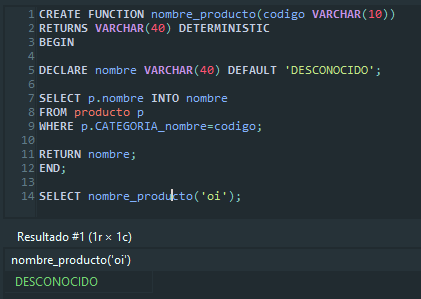 1 CREATE FUNCTION nombre_producto(codigo VARCHAR(10))
2 RETURNS VARCHAR(40) DETERMINISTIC
3 BEGIN
4
5 DECLARE nombre VARCHAR(40) DEFAULT 'DESCONOCIDO';
6
7 SELECT p.nombre INTO nombre
8 FROM producto p
9 WHERE p.CATEGORIA_nombre=codigo;
10
11 RETURN nombre;
12 END;
13
14 SELECT nombre_producto('oi');
Resultado #1 (1r × 1c)
nombre_producto('oi')
DESCONOCIDO